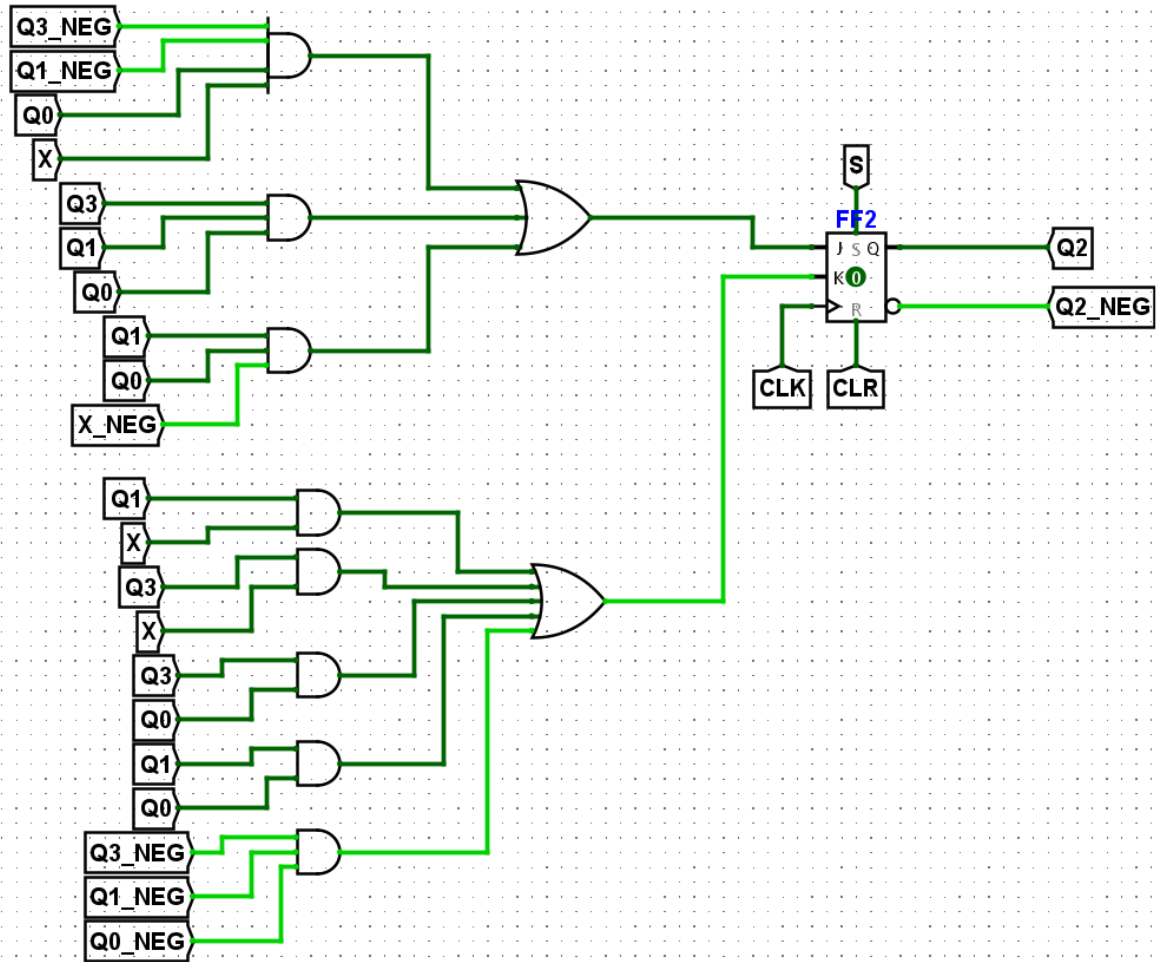 Q3_NEG
Q1_NEG
Q0
X
Q3
Q1
Q0
Q1
Q0
X_NEG
S
FF2
J S Q
K 0
R
Q2
Q2_NEG
CLK
CLR
Q1
X
Q3
X
Q3
Q0
Q1
Q0
Q3_NEG
Q1_NEG
Q0_NEG